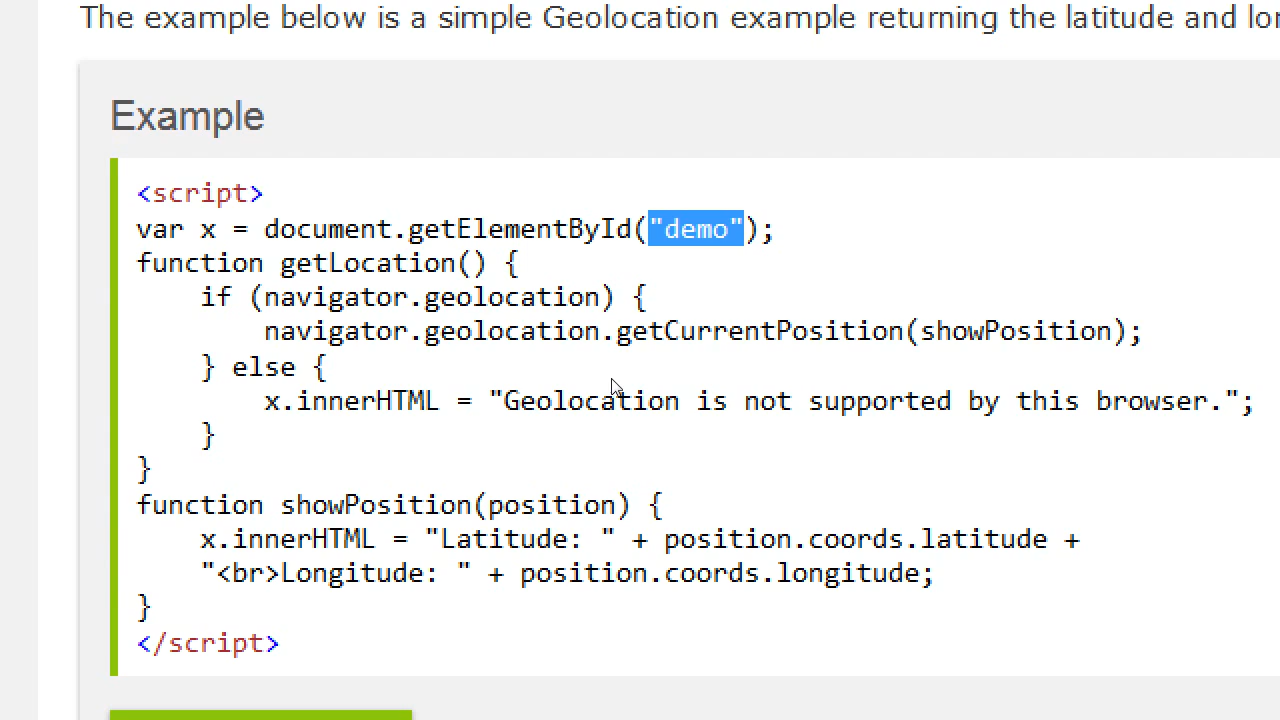 The example below is a simple Geolocation example returning the latitude and
Example
<script>
var x = document.getElementById("demo");
function getLocation() {
    if (navigator.geolocation) {
        navigator.geolocation.getCurrentPosition(showPosition);
    } else {
        x.innerHTML = "Geolocation is not supported by this browser.";
    }
}
function showPosition(position) {
    x.innerHTML = "Latitude: " + position.coords.latitude +
    "<br>Longitude: " + position.coords.longitude;
}
</script>